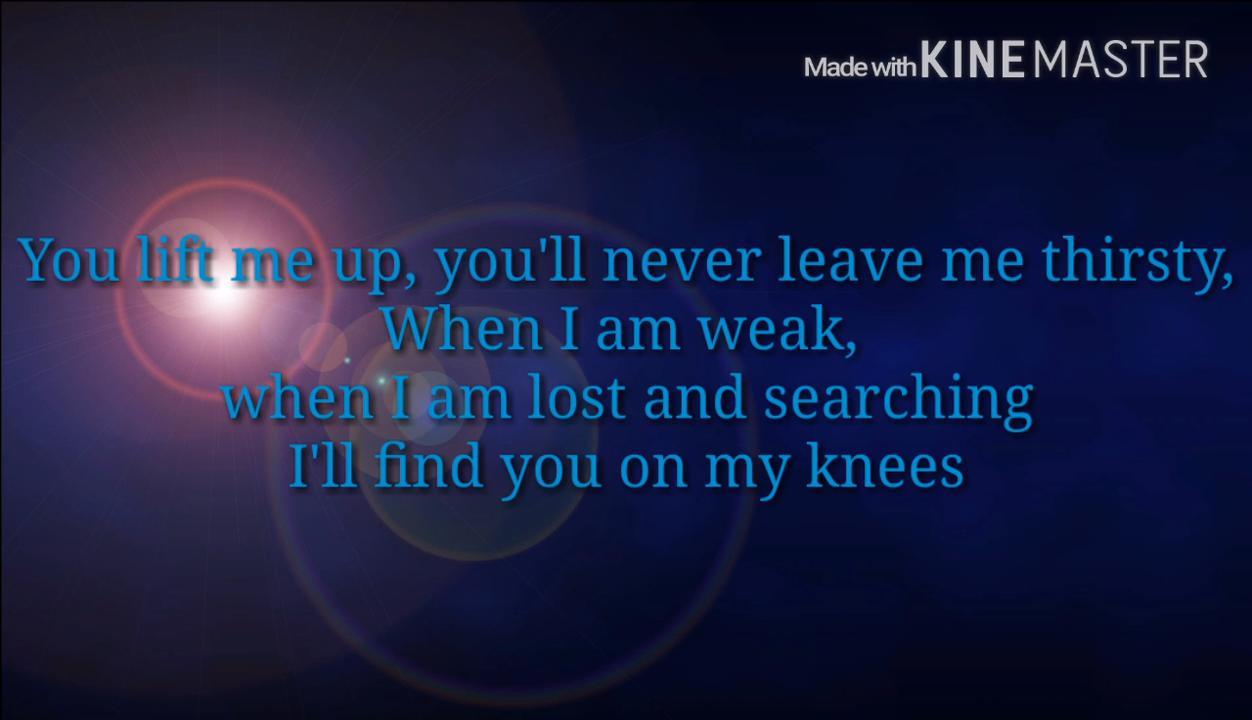 Made with KINEMASTER
You lift me up, you'll never leave me thirsty,
When I am weak,
when I am lost and searching
I'll find you on my knees